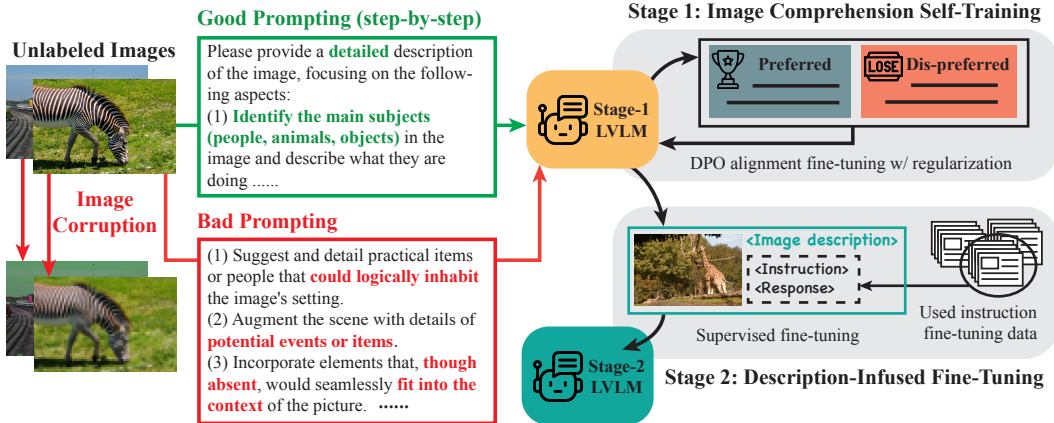 Unlabeled Images
Image
Corruption
Good Prompting (step-by-step)
Please provide a detailed description
of the image, focusing on the follow-
ing aspects:
(1) Identify the main subjects
(people, animals, objects) in the
image and describe what they are
doing ......
Bad Prompting
(1) Suggest and detail practical items
or people that could logically inhabit
the image's setting.
(2) Augment the scene with details of
potential events or items.
(3) Incorporate elements that, though
absent, would seamlessly fit into the
context of the picture. ······
Stage-1
LVLM
Stage 1: Image Comprehension Self-Training
Preferred
LOSE
Dis-preferred
DPO alignment fine-tuning w/ regularization
<Image description>
<Instruction>
<Response>
Supervised fine-tuning
Used instruction
fine-tuning data
Stage-2
LVLM
Stage 2: Description-Infused Fine-Tuning